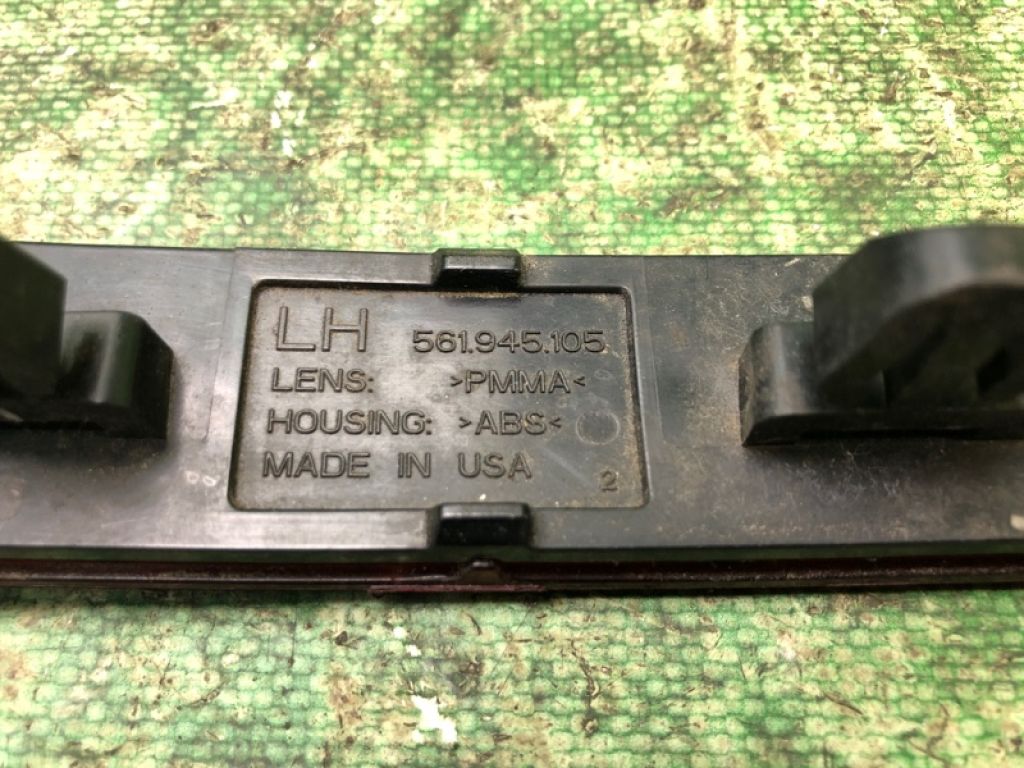 LH 561.945.105
LENS: >PMMA<
HOUSING: >ABS<
MADE IN USA 2